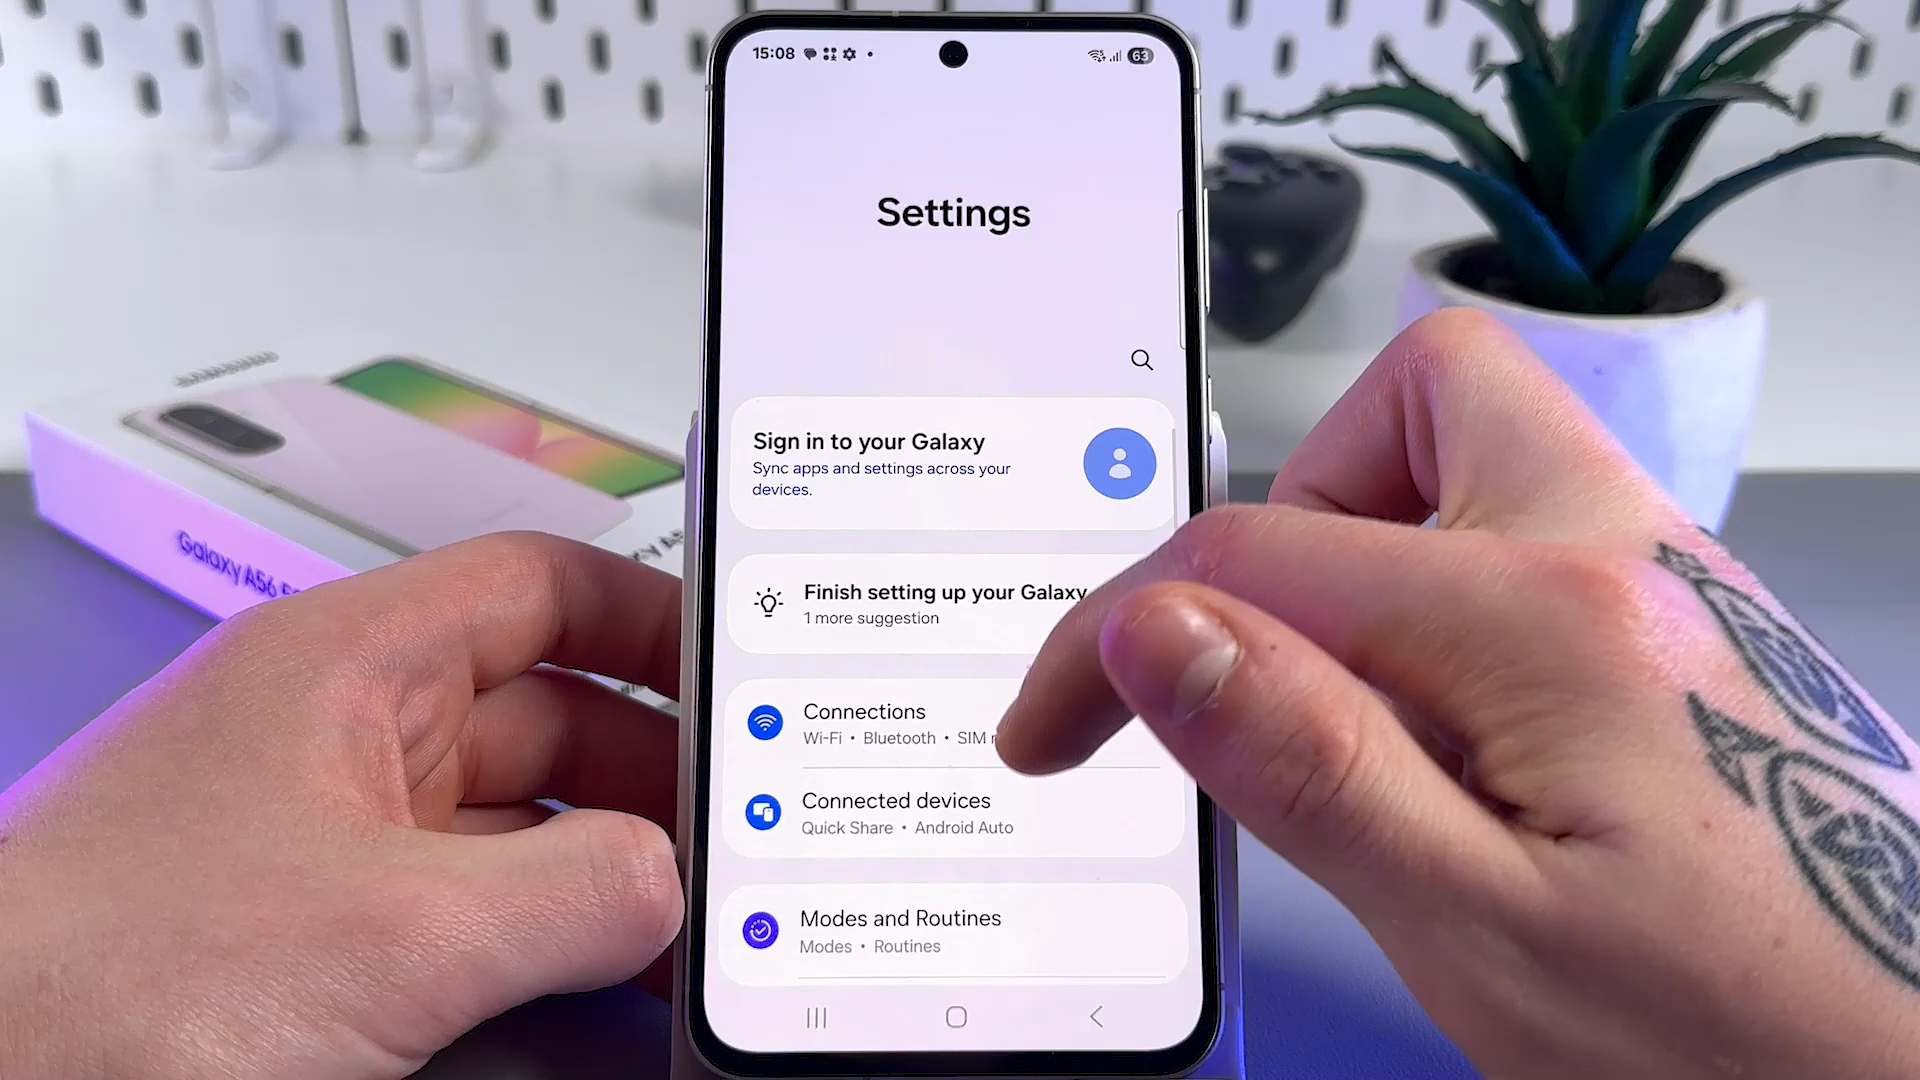 15:08
63
Settings
Sign in to your Galaxy
Sync apps and settings across your
devices.
Finish setting up your Galaxy
1 more suggestion
Connections
Wi-Fi • Bluetooth • SIM
Connected devices
Quick Share • Android Auto
Modes and Routines
Modes • Routines
SAMSUNG
Galaxy A56